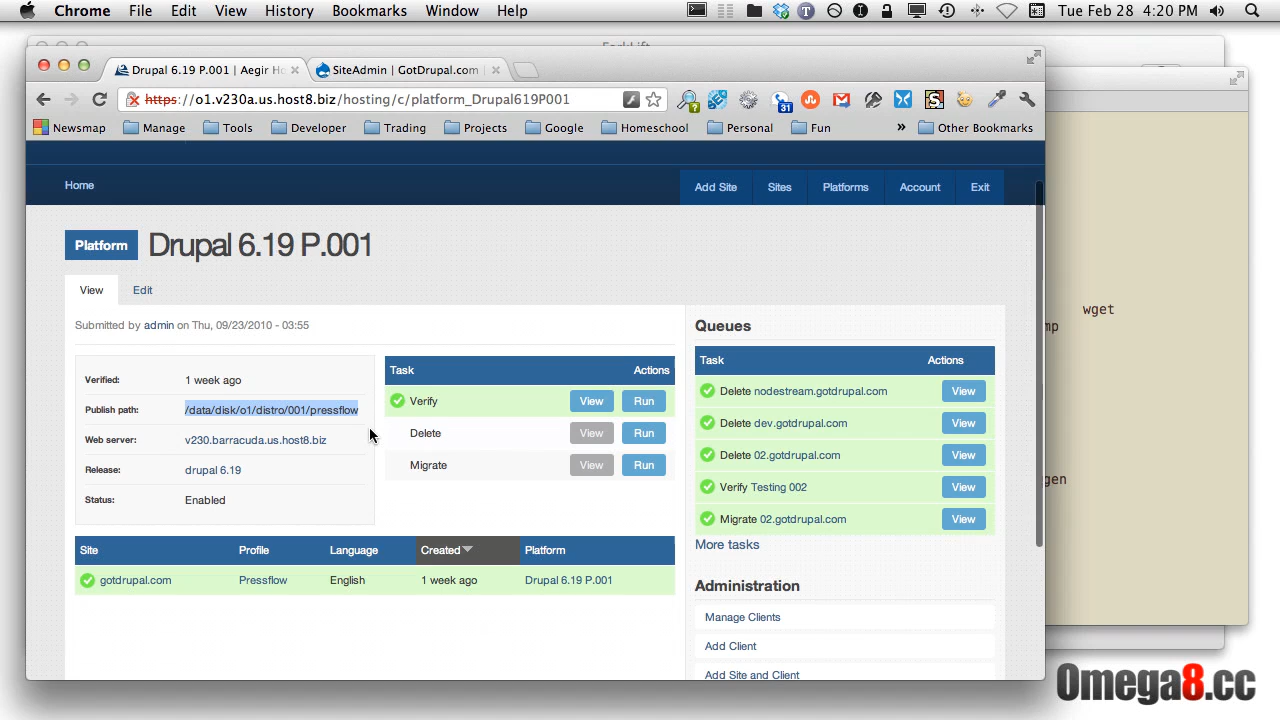 Chrome File Edit View History Bookmarks Window Help Tue Feb 28 4:20 PM
Drupal 6.19 P.001 | Aegir Ho SiteAdmin | GotDrupal.com
https://o1.v230a.us.host8.biz/hosting/c/platform_Drupal619P001
31
Newsmap Manage Tools Developer Trading Projects Google Homeschool Personal Fun » Other Bookmarks
Home Add Site Sites Platforms Account Exit
Platform Drupal 6.19 P.001
View Edit
Submitted by admin on Thu, 09/23/2010 - 03:55
Verified: 1 week ago
Publish path: /data/disk/o1/distro/001/pressflow
Web server: v230.barracuda.us.host8.biz
Release: drupal 6.19
Status: Enabled
Task Actions
Verify View Run
Delete View Run
Migrate View Run
Site Profile Language Created Platform
gotdrupal.com Pressflow English 1 week ago Drupal 6.19 P.001
Queues
Task Actions
Delete nodestream.gotdrupal.com View
Delete dev.gotdrupal.com View
Delete 02.gotdrupal.com View
Verify Testing 002 View
Migrate 02.gotdrupal.com View
More tasks
Administration
Manage Clients
Add Client
Add Site and Client
wget
mp
gen
Omega8.cc